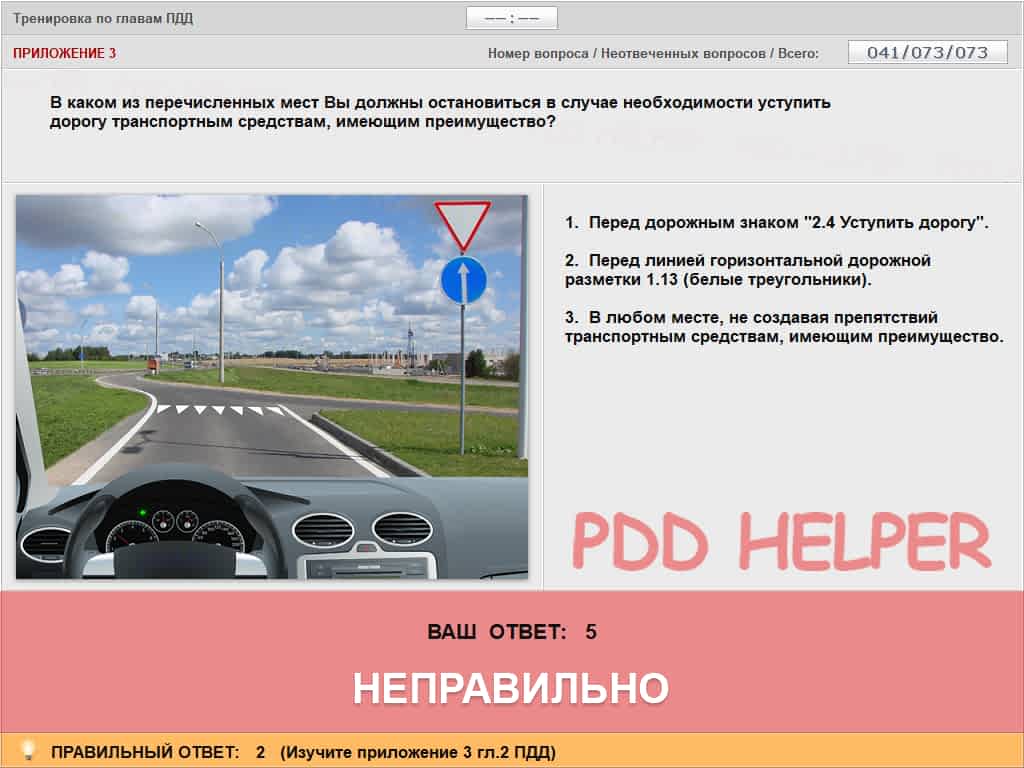 Тренировка по главам ПДД
–– : ––
ПРИЛОЖЕНИЕ 3
Номер вопроса / Неотвеченных вопросов / Всего:
041/073/073
В каком из перечисленных мест Вы должны остановиться в случае необходимости уступить
дорогу транспортным средствам, имеющим преимущество?
1. Перед дорожным знаком "2.4 Уступить дорогу".
2. Перед линией горизонтальной дорожной
разметки 1.13 (белые треугольники).
3. В любом месте, не создавая препятствий
транспортным средствам, имеющим преимущество.
PDD HELPER
ВАШ ОТВЕТ: 5
НЕПРАВИЛЬНО
ПРАВИЛЬНЫЙ ОТВЕТ: 2 (Изучите приложение 3 гл.2 ПДД)